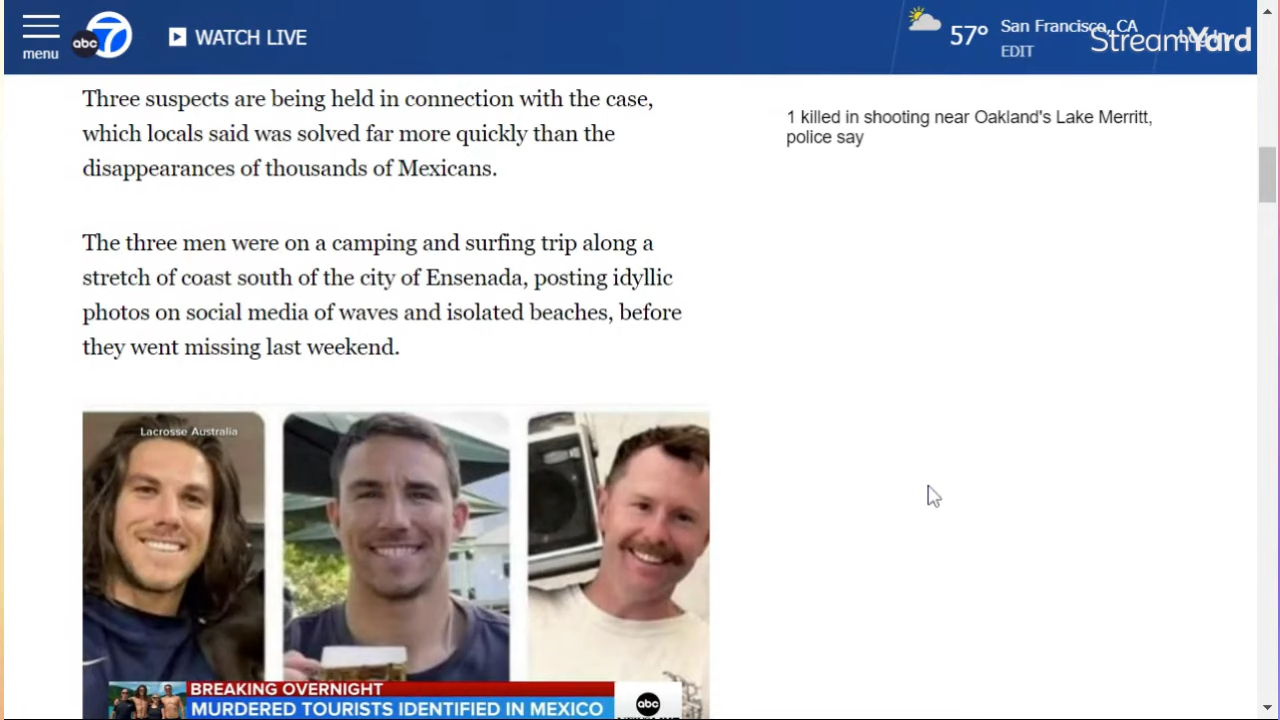 menu
abc 7
WATCH LIVE
57°
San Francisco, CA
EDIT
StreamYard
Three suspects are being held in connection with the case,
which locals said was solved far more quickly than the
disappearances of thousands of Mexicans.
1 killed in shooting near Oakland's Lake Merritt,
police say
The three men were on a camping and surfing trip along a
stretch of coast south of the city of Ensenada, posting idyllic
photos on social media of waves and isolated beaches, before
they went missing last weekend.
Lacrosse Australia
BREAKING OVERNIGHT
MURDERED TOURISTS IDENTIFIED IN MEXICO
abc